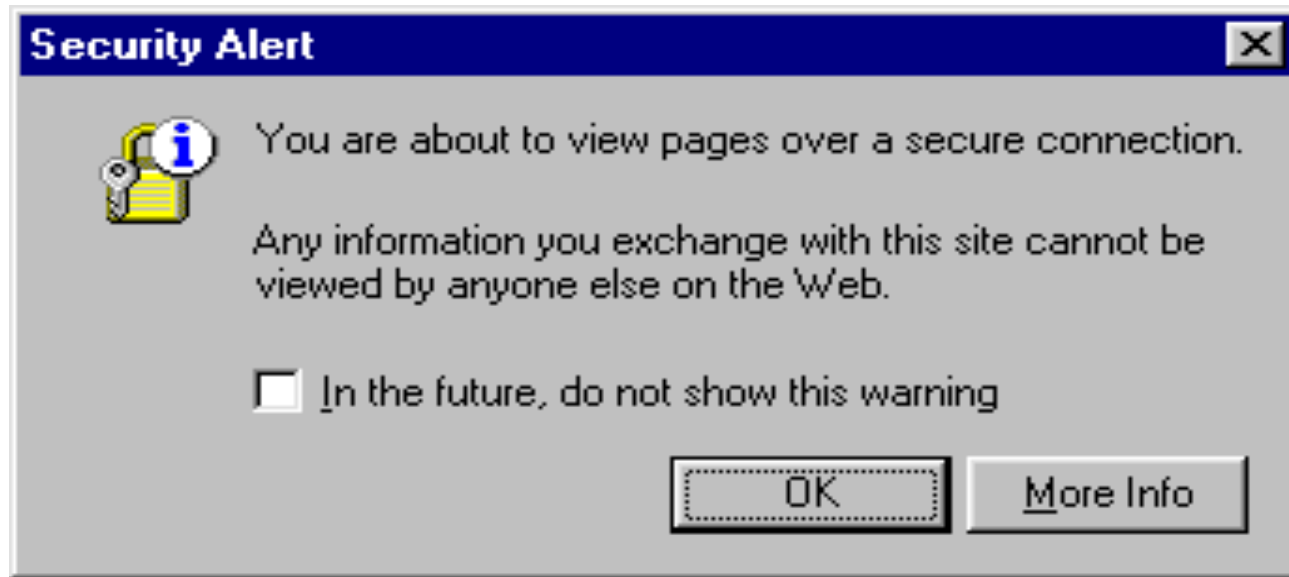 Security Alert
You are about to view pages over a secure connection.
Any information you exchange with this site cannot be
viewed by anyone else on the Web.
In the future, do not show this warning
OK
More Info